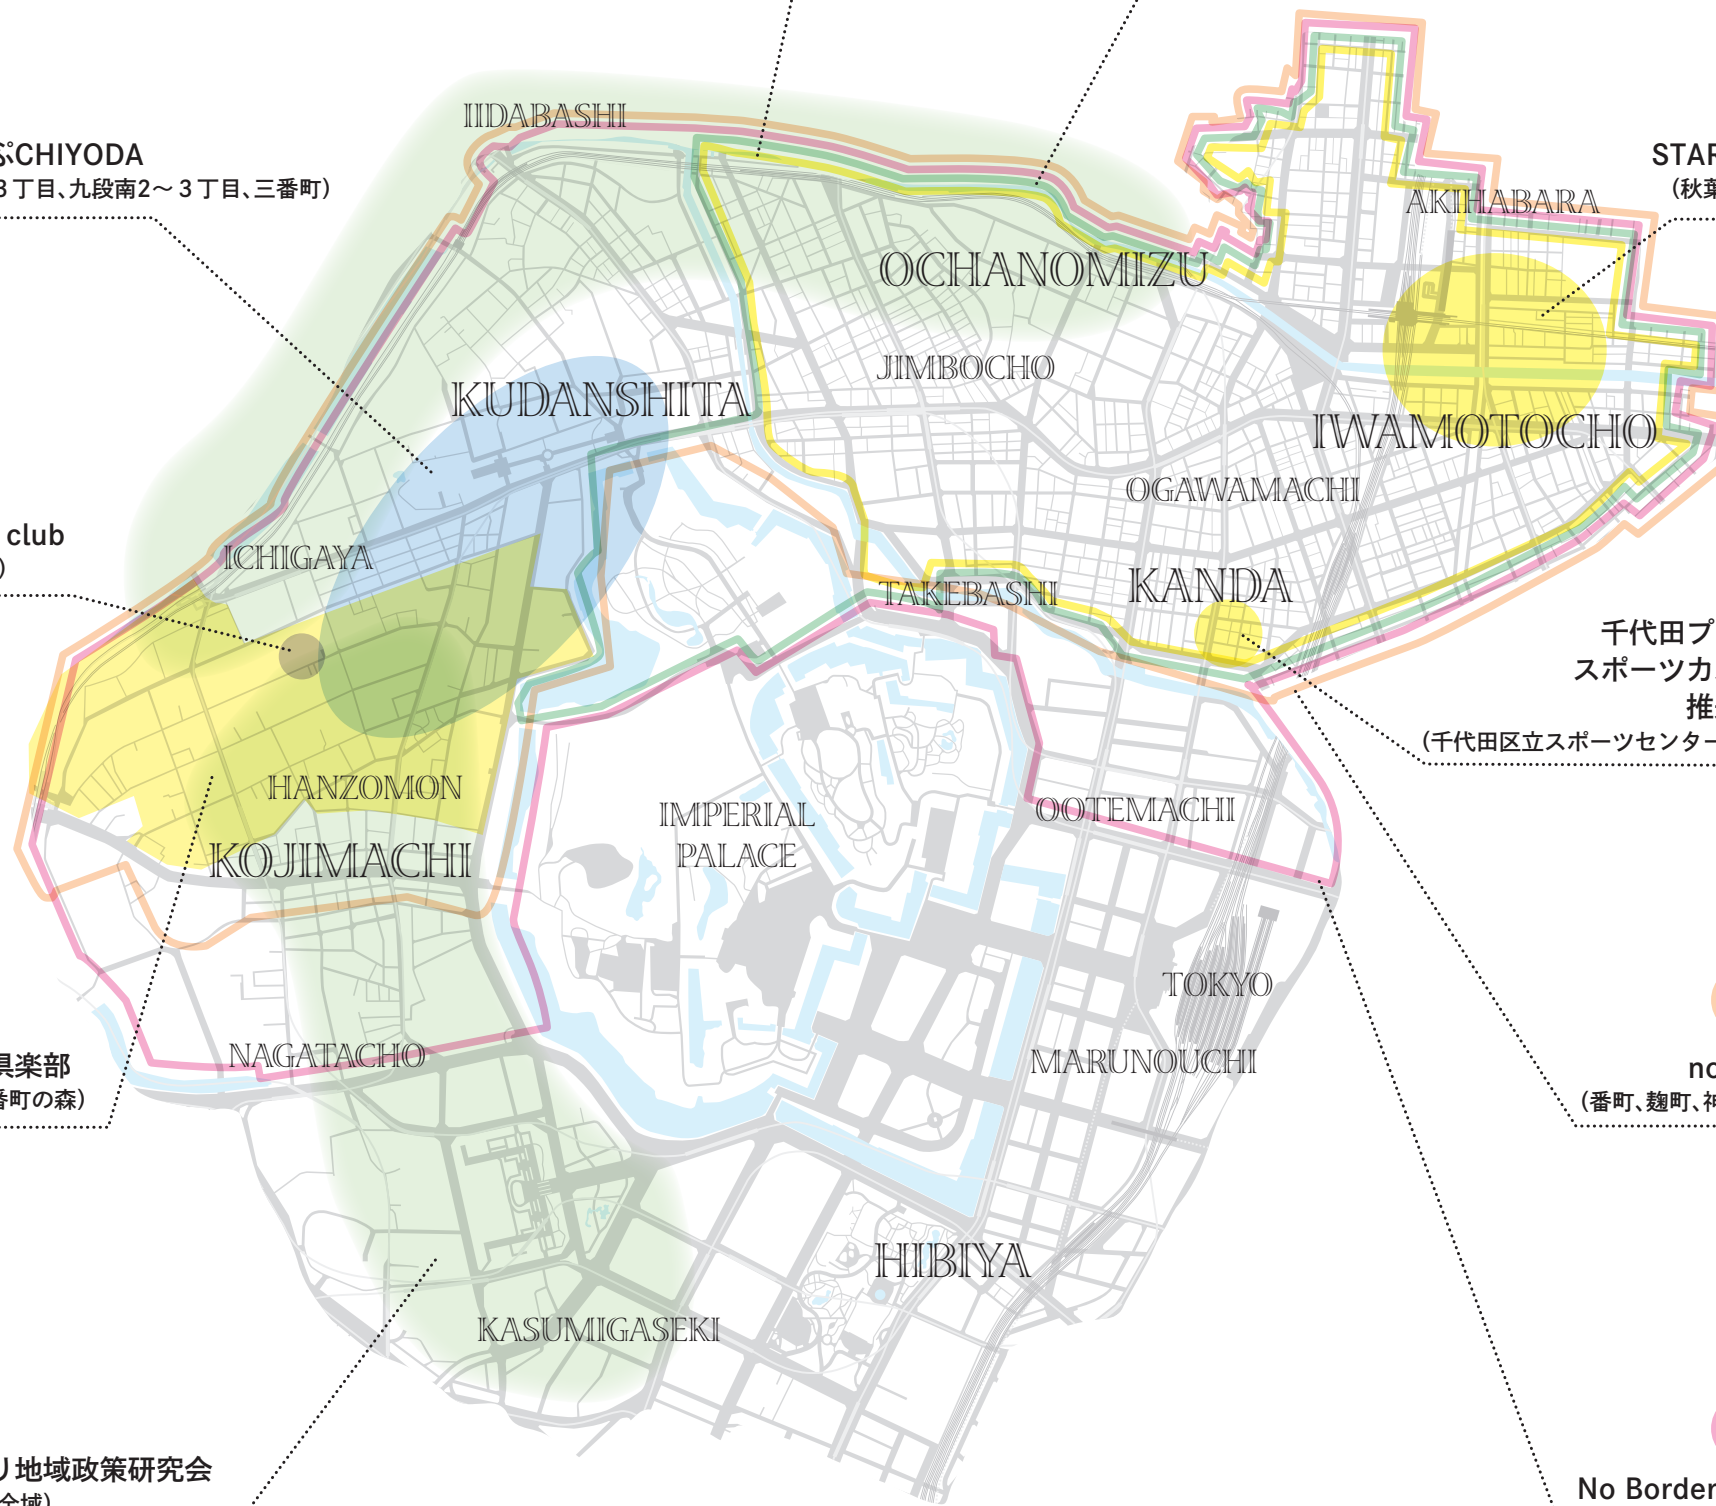 IIDABASHI
ぷCHIYODA
3丁目、九段南2～3丁目、三番町）
STAR
（秋葉
AKIHABARA
OCHANOMIZU
JIMBOCHO
KUDANSHITA
IWAMOTOCHO
OGAWAMACHI
club
）
ICHIGAYA
TAKEBASHI
KANDA
千代田プ
スポーツカ
推
（千代田区立スポーツセンター
HANZOMON
IMPERIAL
PALACE
OOTEMACHI
KOJIMACHI
TOKYO
倶楽部
番町の森）
NAGATACHO
MARUNOUCHI
no
（番町、麹町、神
HIBIYA
KASUMIGASEKI
リ地域政策研究会
全域）
No Border